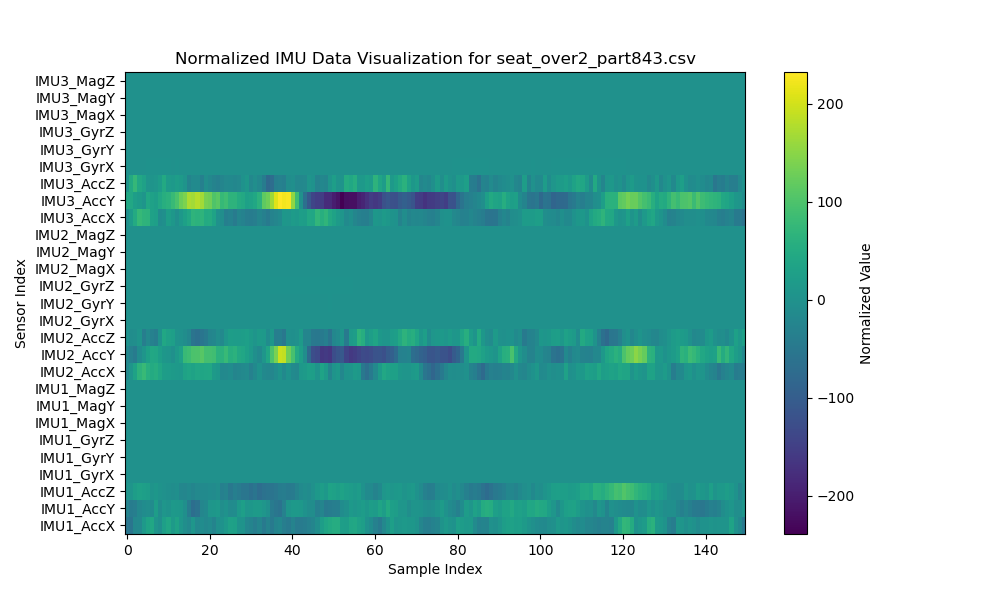 Normalized IMU Data Visualization for seat_over2_part843.csv
IMU3_MagZ
IMU3_MagY
IMU3_MagX
IMU3_GyrZ
IMU3_GyrY
IMU3_GyrX
IMU3_AccZ
IMU3_AccY
IMU3_AccX
IMU2_MagZ
IMU2_MagY
IMU2_MagX
IMU2_GyrZ
IMU2_GyrY
IMU2_GyrX
IMU2_AccZ
IMU2_AccY
IMU2_AccX
IMU1_MagZ
IMU1_MagY
IMU1_MagX
IMU1_GyrZ
IMU1_GyrY
IMU1_GyrX
IMU1_AccZ
IMU1_AccY
IMU1_AccX
Sensor Index
0 20 40 60 80 100 120 140
Sample Index
200
100
0
−100
−200
Normalized Value